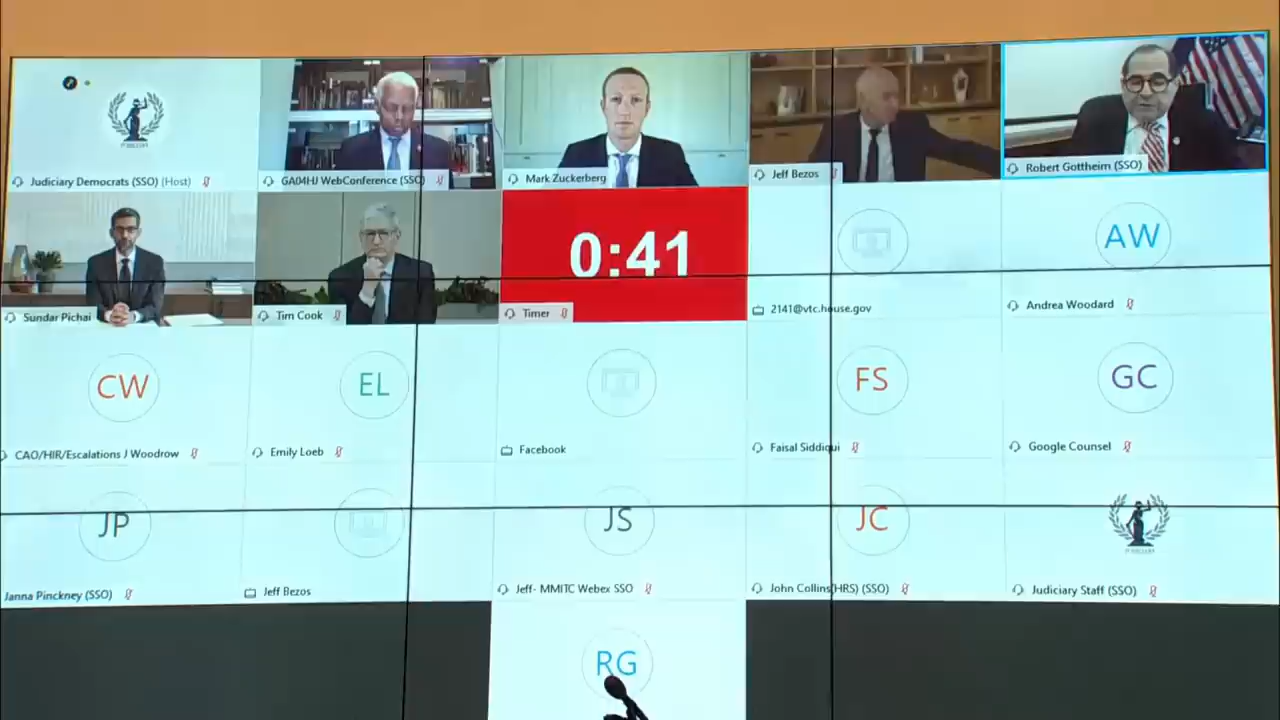 Judiciary Democrats (SSO) (Host)
GA04HJ WebConference (SSO)
Mark Zuckerberg
Jeff Bezos
Robert Gottheim (SSO)
Sundar Pichai
Tim Cook
0:41
Timer
2141@vtc.house.gov
AW
Andrea Woodard
CW
CAO/HIR/Escalations J Woodrow
EL
Emily Loeb
Facebook
FS
Faisal Siddiqui
GC
Google Counsel
JP
Janna Pinckney (SSO)
Jeff Bezos
JS
Jeff- MMITC Webex SSO
JC
John Collins(HRS) (SSO)
Judiciary Staff (SSO)
RG